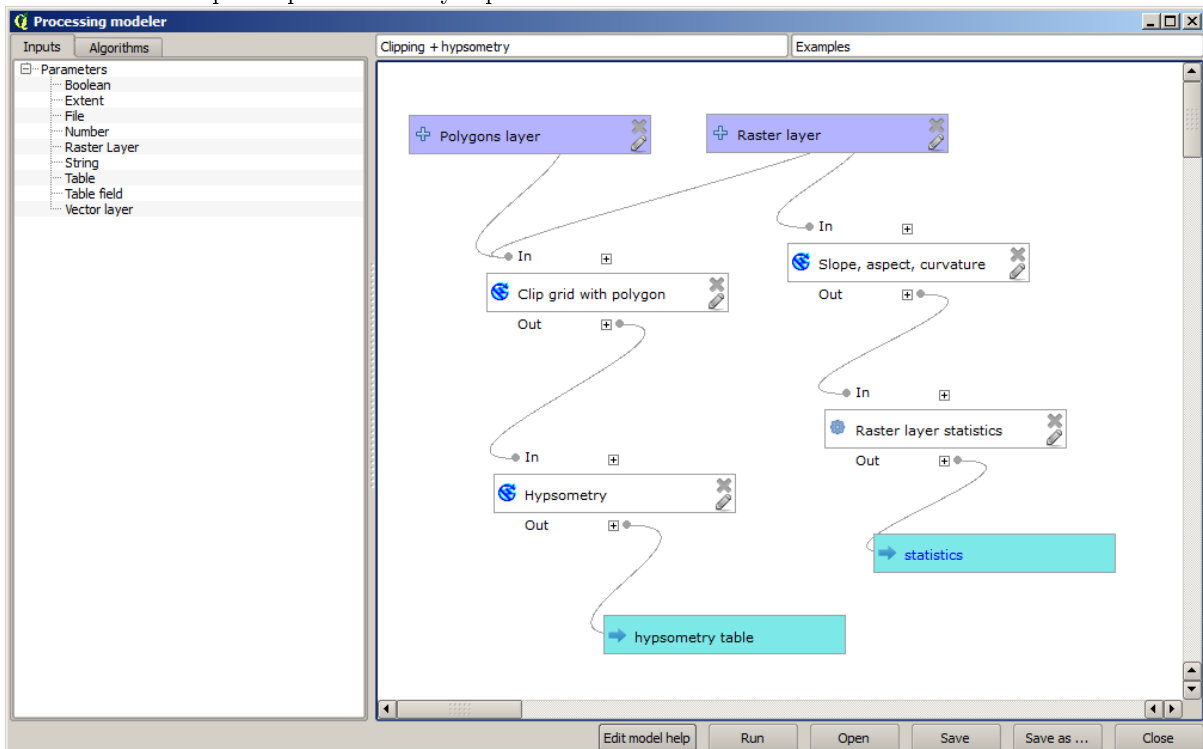 Processing modeler
Inputs
Algorithms
Clipping + hypsometry
Examples
Parameters
Boolean
Extent
File
Number
Raster Layer
String
Table
Table field
Vector layer
Polygons layer
Raster layer
In
Slope, aspect, curvature
Out
In
Clip grid with polygon
Out
In
Raster layer statistics
Out
In
Hypsometry
Out
statistics
hypsometry table
Edit model help
Run
Open
Save
Save as ...
Close